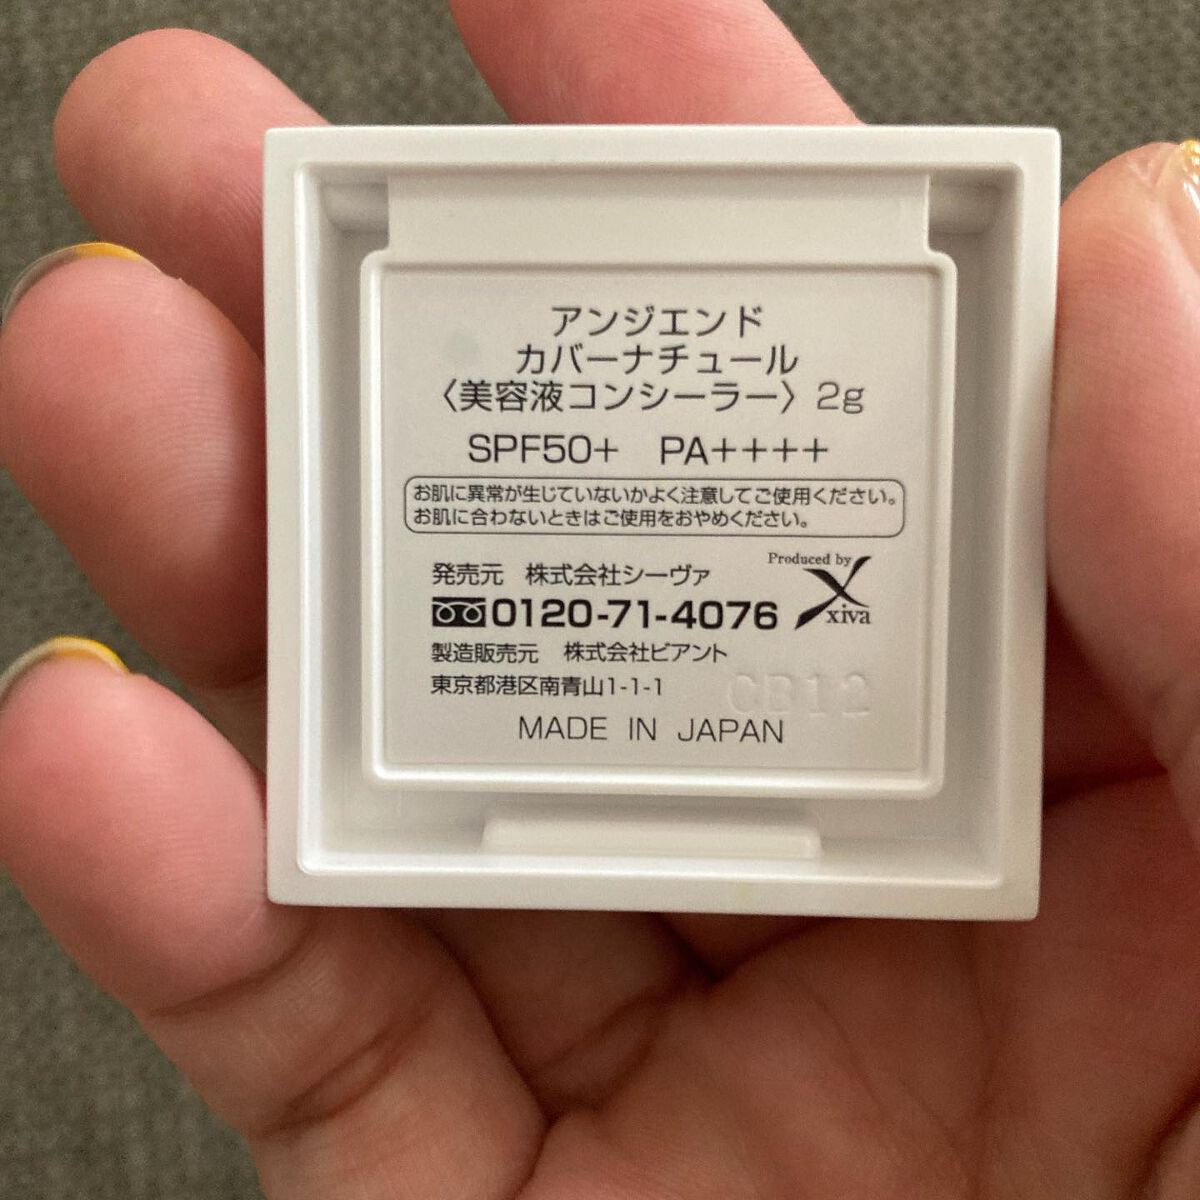 アンジエンド
カバーナチュール
〈美容液コンシーラー〉2g
SPF50+ PA++++
お肌に異常が生じていないかよく注意してご使用ください。
お肌に合わないときはご使用をおやめください。
発売元 株式会社シーヴァ
0120-71-4076
Produced by
xiva
製造販売元 株式会社ビアント
東京都港区南青山1-1-1
CB12
MADE IN JAPAN